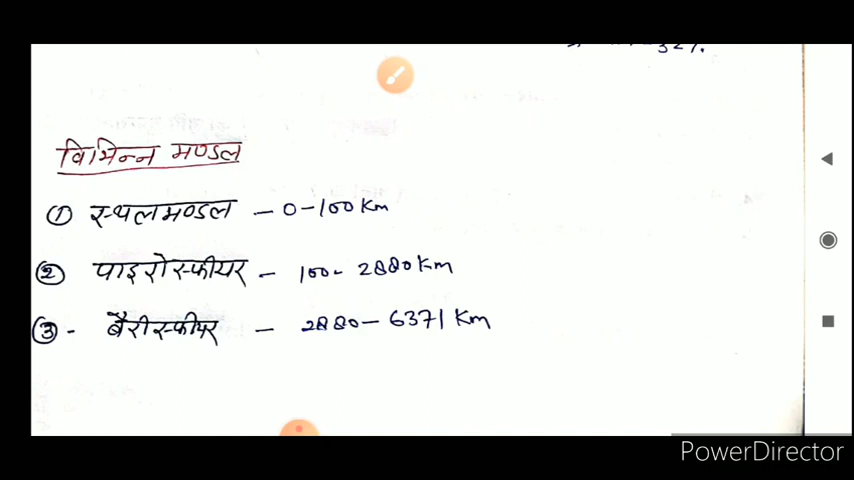 विभिन्न मण्डल
① स्थलमण्डल – 0-100 Km
② पाइरोस्फीयर – 100- 2880 Km
③ - बैरीस्फीयर – 2880 – 6371 Km
PowerDirector